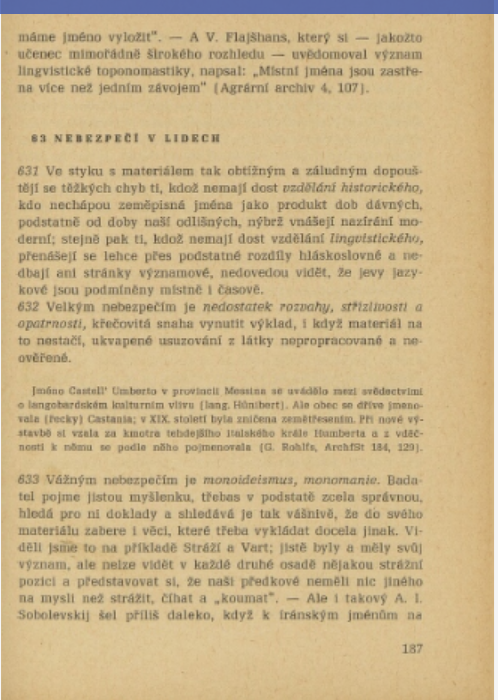 máme jméno vyložit". — A V. Flajšhans, který si — jakožto
učenec mimořádně širokého rozhledu — uvědomoval význam
lingvistické toponomastiky, napsal: „Místní jména jsou zastře-
na více než jedním závojem" (Agrární archiv 4, 107).
63 NEBEZPEČÍ V LIDECH
631 Ve styku s materiálem tak obtížným a záludným dopouš-
tějí se těžkých chyb ti, kdož nemají dost vzdělání historického,
kdo nechápou zeměpisná jména jako produkt dob dávných,
podstatně od doby naší odlišných, nýbrž vnášejí nazírání mo-
derní; stejně pak ti, kdož nemají dost vzdělání lingvistického,
přenášejí se lehce přes podstatné rozdíly hláskoslovné a ne-
dbají ani stránky významové, nedovedou vidět, že jevy jazy-
kové jsou podmíněny místně i časově.
632 Velkým nebezpečím je nedostatek rozvahy, střízlivosti a
opatrnosti, křečovitá snaha vynutit výklad, i když materiál na
to nestačí, ukvapené usuzování z látky nepropracované a ne-
ověřené.
Jméno Castell' Umberto v provincii Messina se uvádělo mezi svědectvími
o langobardském kulturním vlivu (lang. Hūnibert). Ale obec se dříve jmeno-
vala (řecky) Castania; v XIX. století byla zničena zemětřesením. Při nové vý-
stavbě si vzala za kmotra tehdejšího italského krále Humberta a z vděč-
nosti k němu se podle něho pojmenovala (G. Rohlfs, ArchfSt 184, 129).
633 Vážným nebezpečím je monoideismus, monomanie. Bada-
tel pojme jistou myšlenku, třebas v podstatě zcela správnou,
hledá pro ni doklady a shledává je tak vášnivě, že do svého
materiálu zabere i věci, které třeba vykládat docela jinak. Vi-
děli jsme to na příkladě Stráží a Vart; jistě byly a měly svůj
význam, ale nelze vidět v každé druhé osadě nějakou strážní
pozici a představovat si, že naši předkové neměli nic jiného
na mysli než strážit, číhat a „koumat". — Ale i takový A. I.
Sobolevskij šel příliš daleko, když k íránským jménům na
187